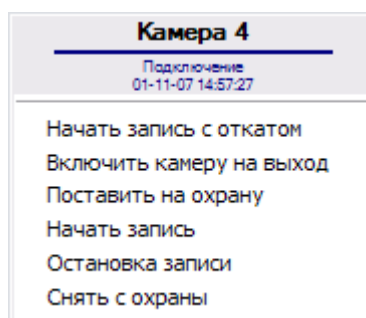 Камера 4
Подключение
01-11-07 14:57:27
Начать запись с откатом
Включить камеру на выход
Поставить на охрану
Начать запись
Остановка записи
Снять с охраны